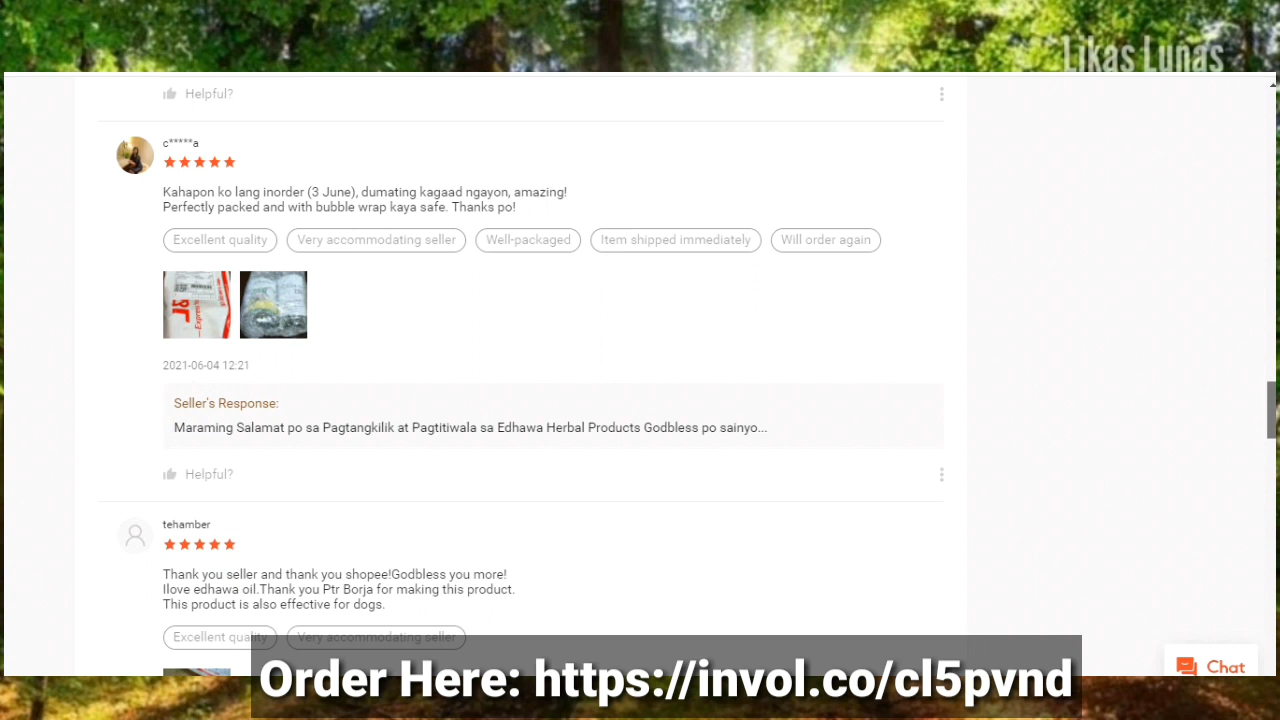 Likas Lunas
Helpful?
c*****a
Kahapon ko lang inorder (3 June), dumating kagaad ngayon, amazing!
Perfectly packed and with bubble wrap kaya safe. Thanks po!
Excellent quality
Very accommodating seller
Well-packaged
Item shipped immediately
Will order again
2021-06-04 12:21
Seller's Response:
Maraming Salamat po sa Pagtangkilik at Pagtitiwala sa Edhawa Herbal Products Godbless po sainyo...
Helpful?
tehamber
Thank you seller and thank you shopee!Godbless you more!
Ilove edhawa oil.Thank you Ptr Borja for making this product.
This product is also effective for dogs.
Excellent quality
Very accommodating seller
Order Here: https://invol.co/cl5pvnd
Chat